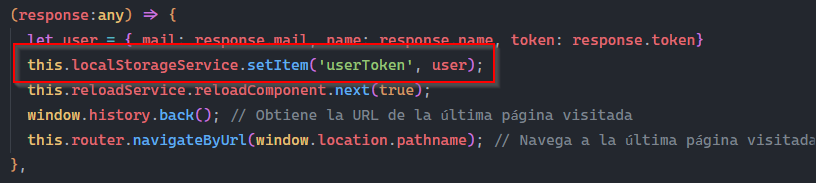 (response:any) => {
let user = { mail: response.mail, name: response.name, token: response.token}
this.localStorageService.setItem('userToken', user);
this.reloadService.reloadComponent.next(true);
window.history.back(); // Obtiene la URL de la última página visitada
this.router.navigateByUrl(window.location.pathname); // Navega a la última página visitada
},